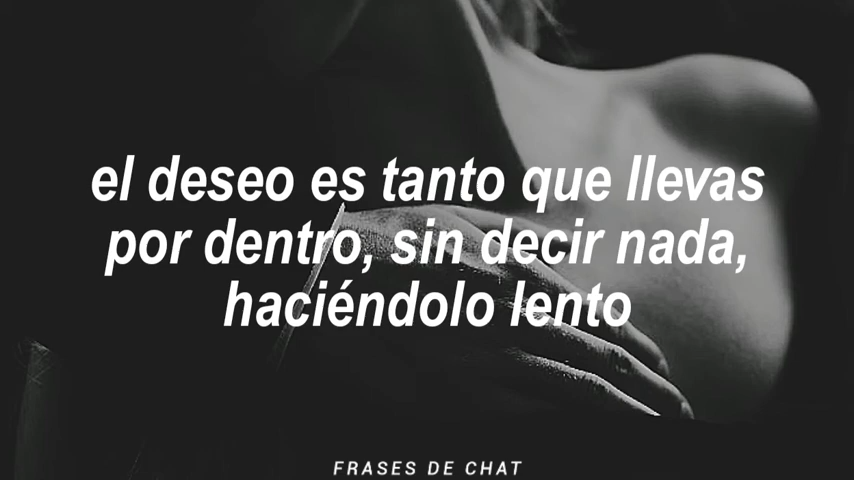 el deseo es tanto que llevas
por dentro, sin decir nada,
haciéndolo lento
FRASES DE CHAT